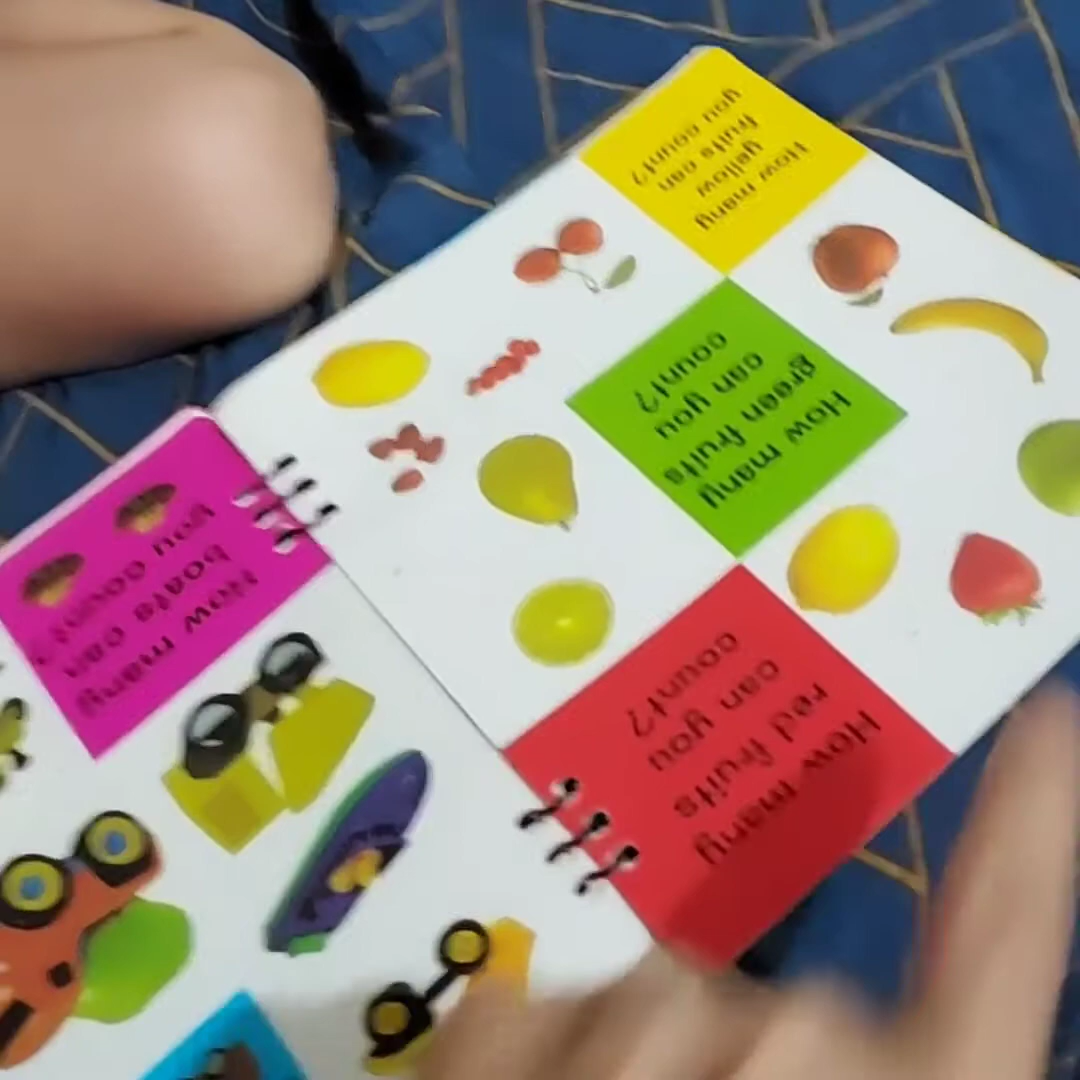 How many
red fruits
can you
count?
How many
green fruits
can you
count?
How many
yellow
fruits can
you count?
How many
boats can
you count?